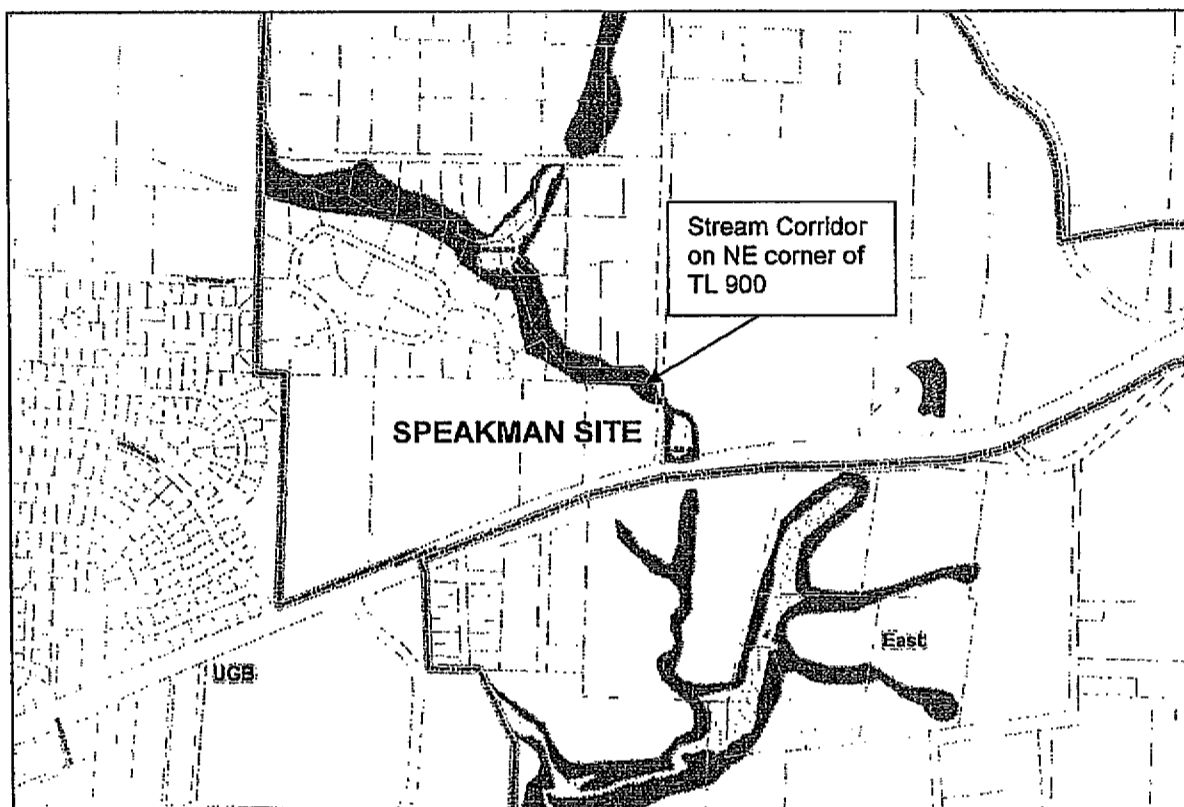 Stream Corridor
on NE corner of
TL 900
SPEAKMAN SITE
East
UGB